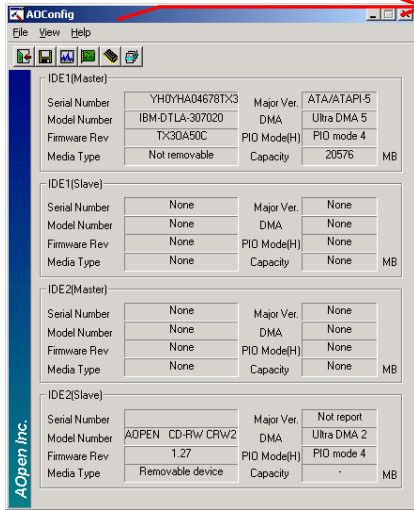 AOConfig
File View Help
IDE1(Master)
Serial Number YH0YHA04678TX3 Major Ver. ATA/ATAPI-5
Model Number IBM-DTLA-307020 DMA Ultra DMA 5
Firmware Rev TX3OA50C PIO Mode(H) PIO mode 4
Media Type Not removable Capacity 20576 MB
IDE1(Slave)
Serial Number None Major Ver. None
Model Number None DMA None
Firmware Rev None PIO Mode(H) None
Media Type None Capacity None MB
IDE2(Master)
Serial Number None Major Ver. None
Model Number None DMA None
Firmware Rev None PIO Mode(H) None
Media Type None Capacity None MB
IDE2(Slave)
Serial Number Major Ver. Not report
Model Number AOPEN CD-RW CRW2 DMA Ultra DMA 2
Firmware Rev 1.27 PIO Mode(H) PIO mode 4
Media Type Removable device Capacity - MB
AOpen Inc.